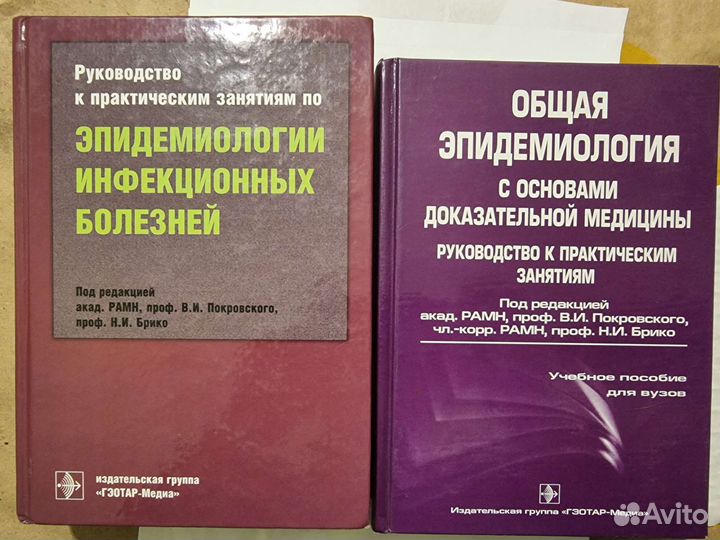 Руководство
к практическим занятиям по
ЭПИДЕМИОЛОГИИ
ИНФЕКЦИОННЫХ
БОЛЕЗНЕЙ
Под редакцией
акад. РАМН, проф. В.И. Покровского,
проф. Н.И. Брико
издательская группа
«ГЭОТАР-Медиа»
ОБЩАЯ
ЭПИДЕМИОЛОГИЯ
С ОСНОВАМИ
ДОКАЗАТЕЛЬНОЙ МЕДИЦИНЫ
РУКОВОДСТВО К ПРАКТИЧЕСКИМ
ЗАНЯТИЯМ
Под редакцией
акад. РАМН, проф. В.И. Покровского,
чл.-корр. РАМН, проф. Н.И. Брико
Учебное пособие
для вузов
Издательская группа «ГЭОТАР-Медиа»
Avito